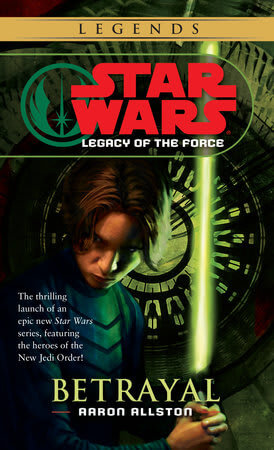 LEGENDS
STAR
WARS®
LEGACY OF THE FORCE
The thrilling
launch of an
epic new Star Wars
series, featuring
the heroes of the
New Jedi Order!
BETRAYAL
AARON ALLSTON